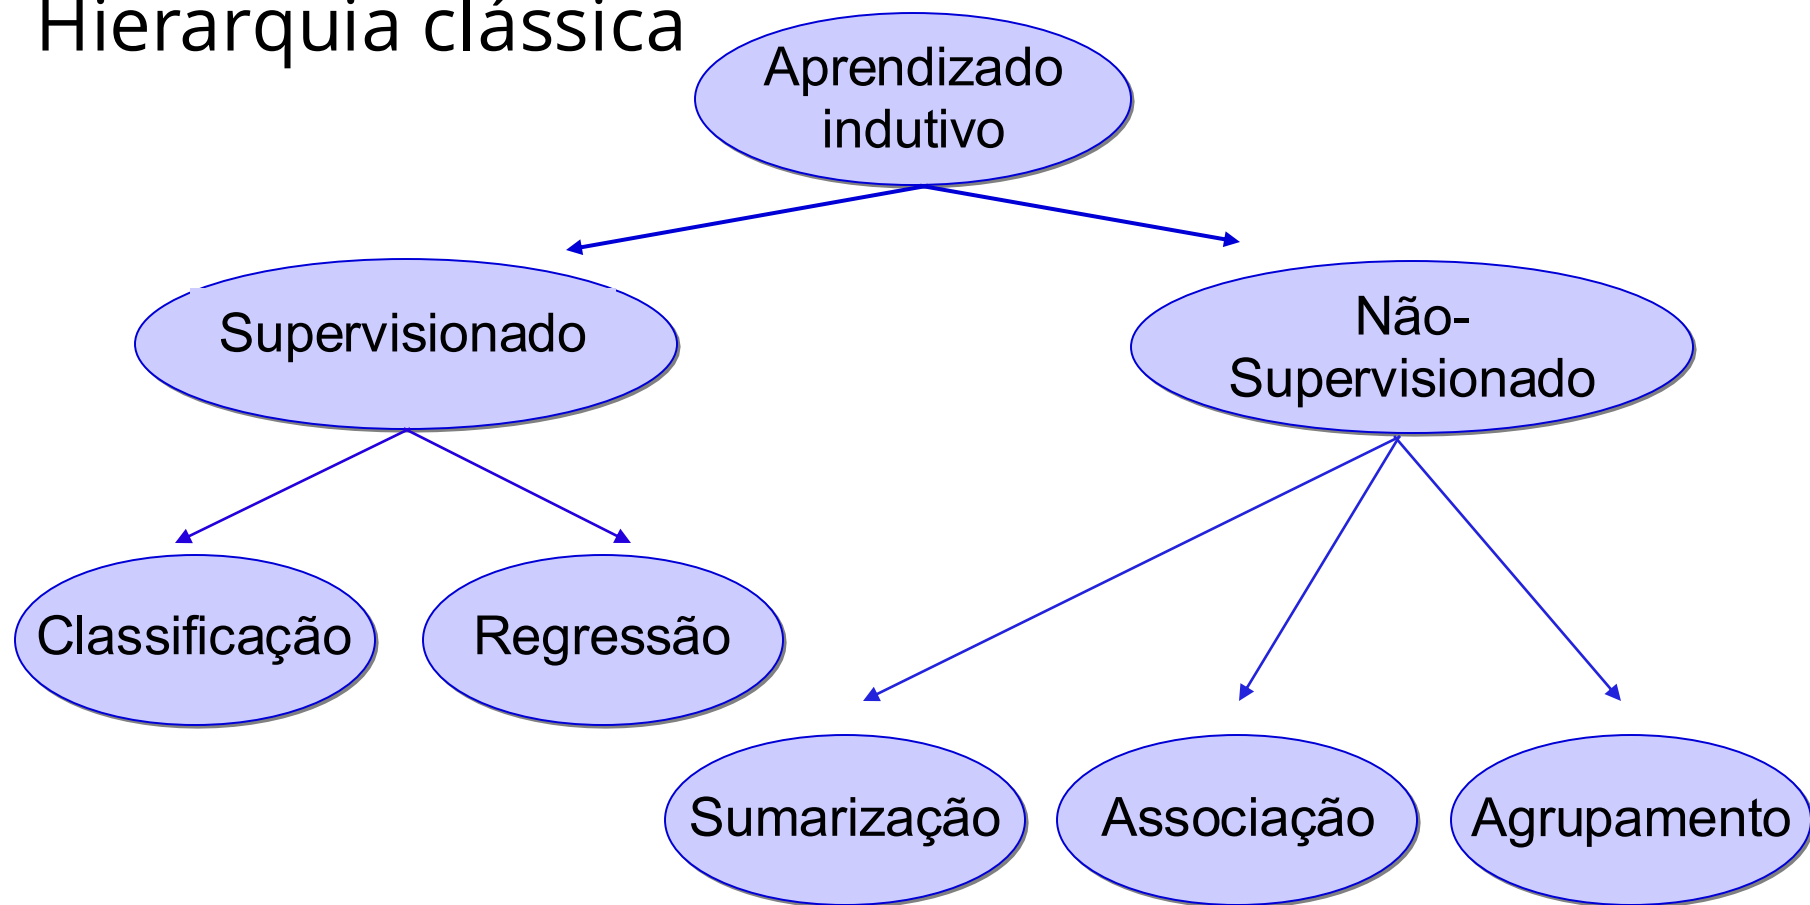 Hierarquia clássica
Aprendizado
indutivo
Supervisionado
Não-
Supervisionado
Classificação
Regressão
Sumarização
Associação
Agrupamento